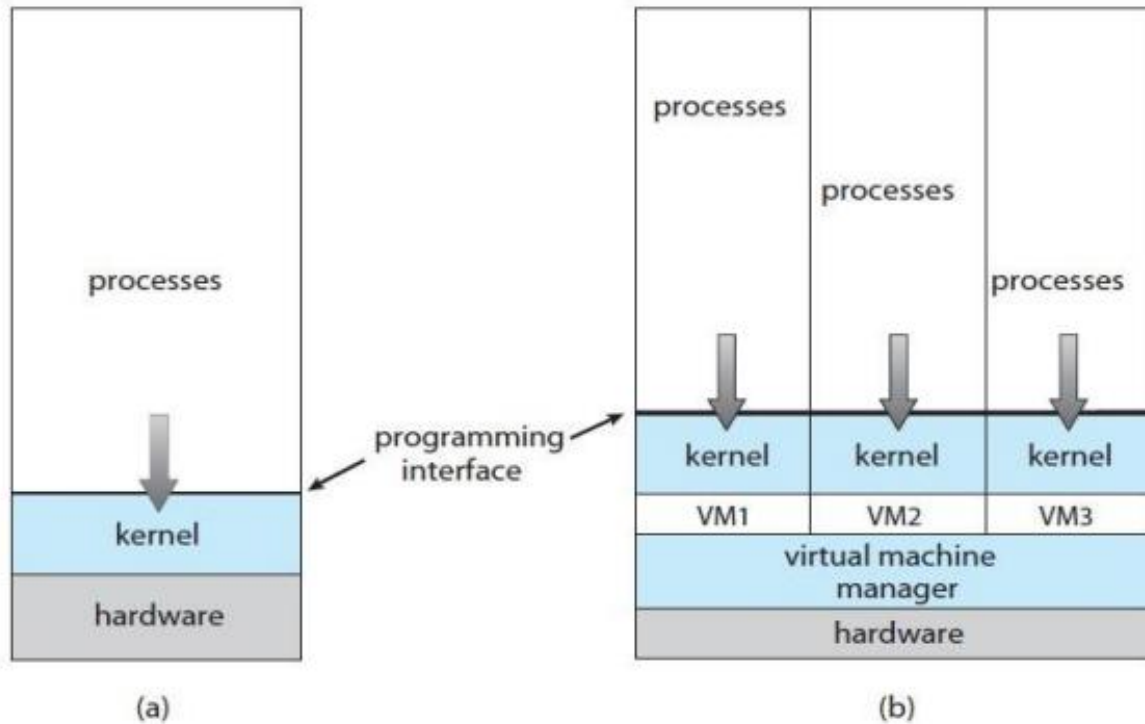 processes
kernel
hardware
(a)
programming
interface
processes
processes
processes
kernel
kernel
kernel
VM1
VM2
VM3
virtual machine
manager
hardware
(b)